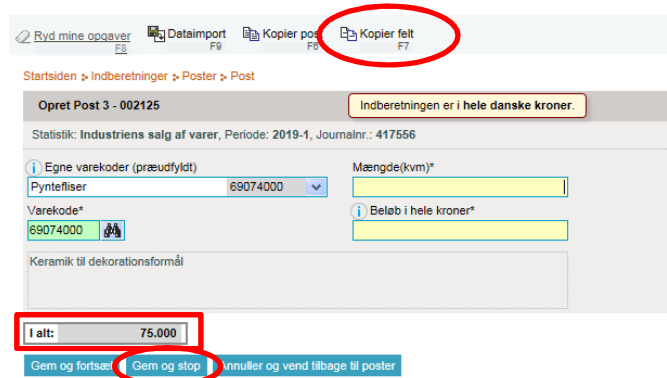 Ryd mine opgaver Dataimport Kopier post Kopier felt
F8 F9 F6 F7
Startsiden Indberetninger Poster Post
Opret Post 3 - 002125 Indberetningen er i hele danske kroner.
Statistik: Industriens salg af varer, Periode: 2019-1, Journalnr.: 417556
i Egne varekoder (præudfyldt) Mængde(kvm)*
Pyntefliser 69074000
Varekode* i Beløb i hele kroner*
69074000
Keramik til dekorationsformål
I alt: 75.000
Gem og fortsæt Gem og stop Annuller og vend tilbage til poster